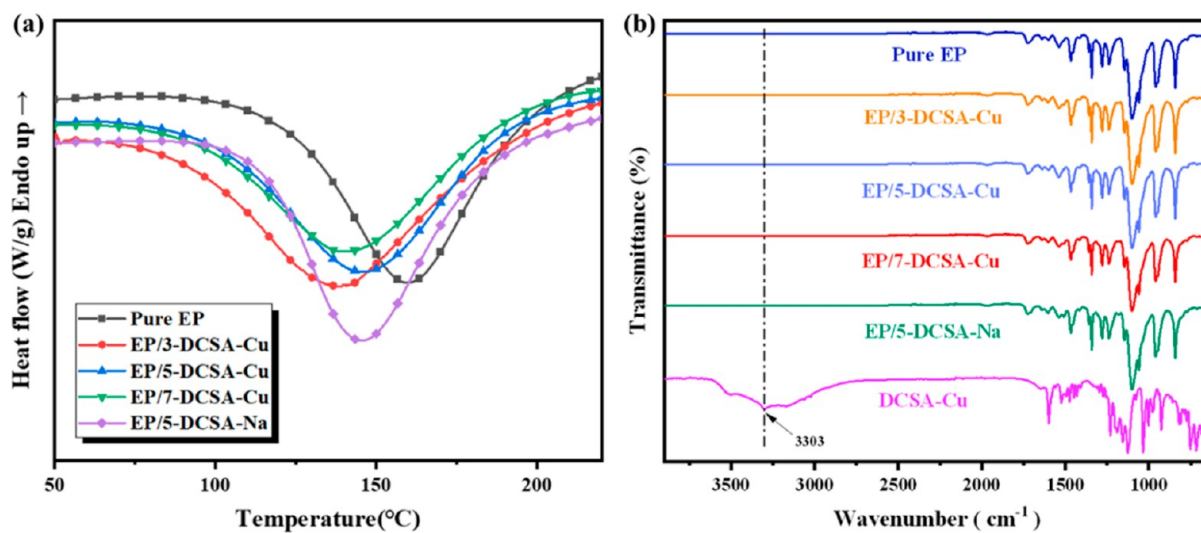 (a)
Heat flow (W/g) Endo up →
Pure EP
EP/3-DCSA-Cu
EP/5-DCSA-Cu
EP/7-DCSA-Cu
EP/5-DCSA-Na
50
100
150
200
Temperature(℃)
(b)
Transmittance (%)
Pure EP
EP/3-DCSA-Cu
EP/5-DCSA-Cu
EP/7-DCSA-Cu
EP/5-DCSA-Na
DCSA-Cu
3303
3500
3000
2500
2000
1500
1000
Wavenumber ( cm⁻¹ )